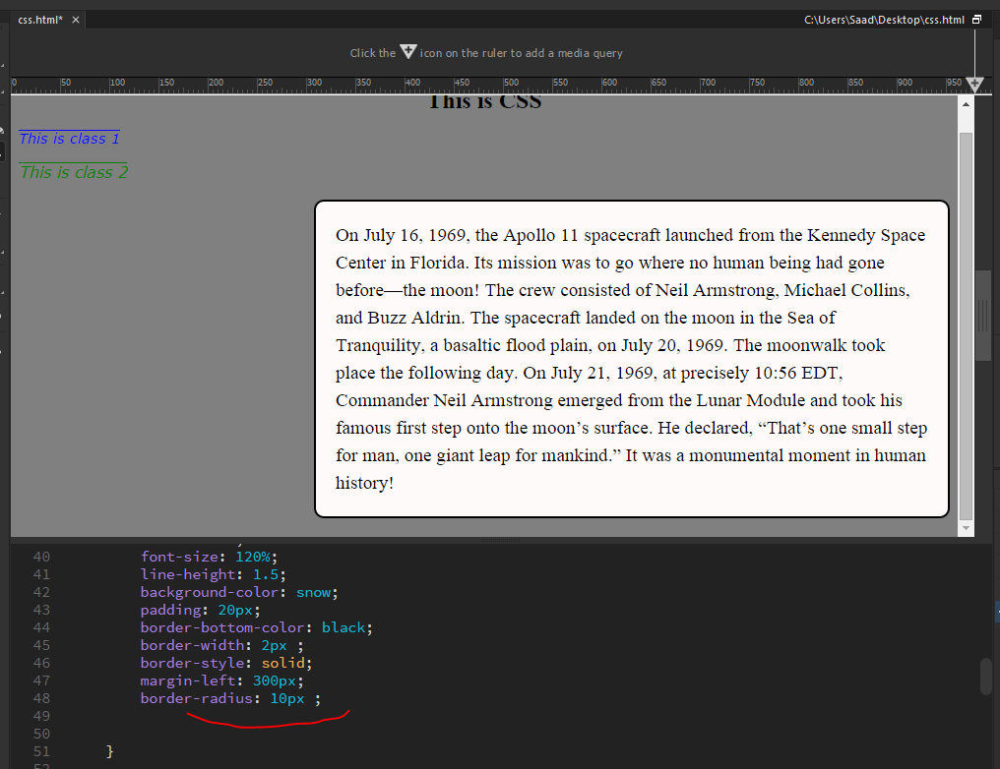 css.html* ×
C:\Users\Saad\Desktop\css.html
Click the icon on the ruler to add a media query
0 50 100 150 200 250 300 350 400 450 500 550 600 650 700 750 800 850 900 950
This is CSS
This is class 1
This is class 2
On July 16, 1969, the Apollo 11 spacecraft launched from the Kennedy Space
Center in Florida. Its mission was to go where no human being had gone
before—the moon! The crew consisted of Neil Armstrong, Michael Collins,
and Buzz Aldrin. The spacecraft landed on the moon in the Sea of
Tranquility, a basaltic flood plain, on July 20, 1969. The moonwalk took
place the following day. On July 21, 1969, at precisely 10:56 EDT,
Commander Neil Armstrong emerged from the Lunar Module and took his
famous first step onto the moon’s surface. He declared, “That’s one small step
for man, one giant leap for mankind.” It was a monumental moment in human
history!
40 font-size: 120%;
41 line-height: 1.5;
42 background-color: snow;
43 padding: 20px;
44 border-bottom-color: black;
45 border-width: 2px ;
46 border-style: solid;
47 margin-left: 300px;
48 border-radius: 10px ;
49
50
51 }